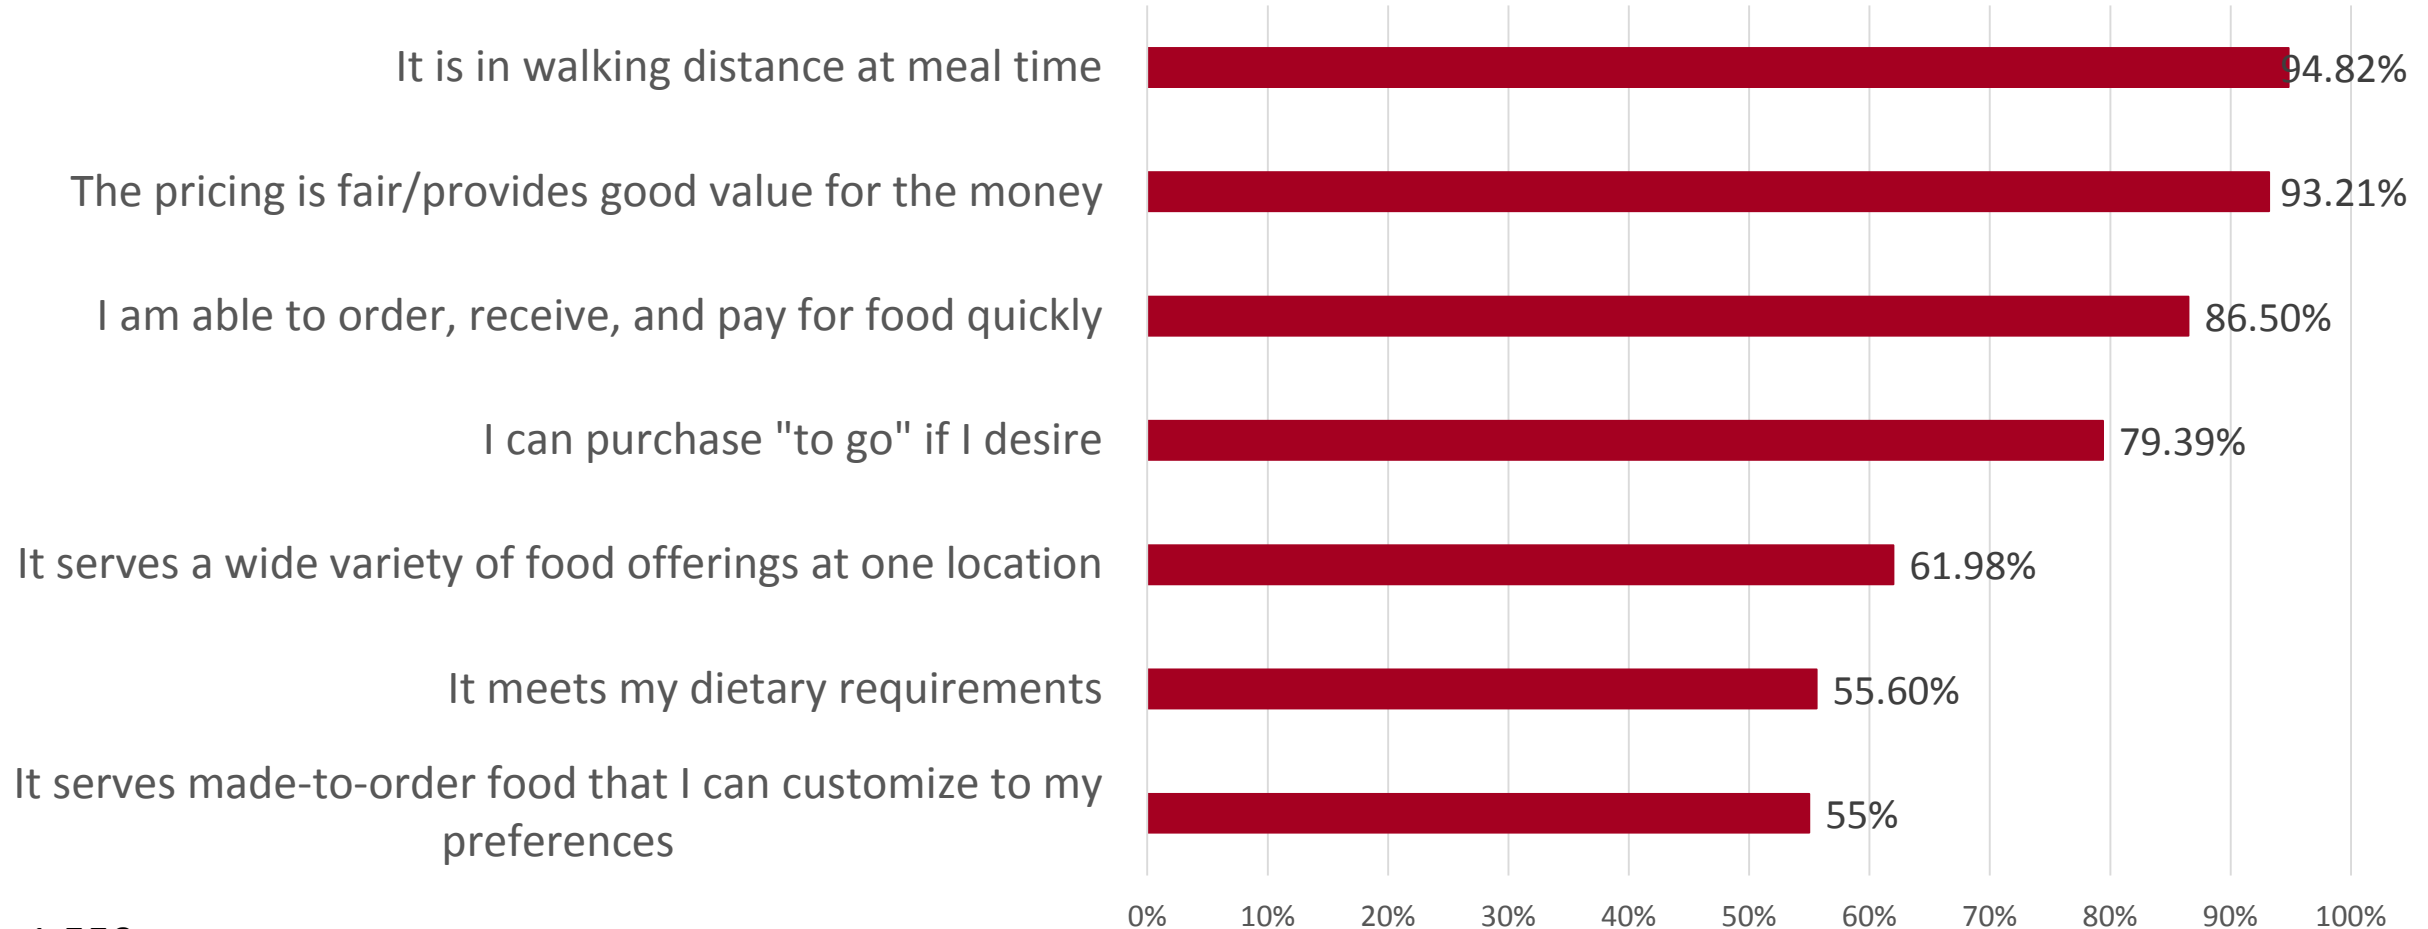 It is in walking distance at meal time
94.82%
The pricing is fair/provides good value for the money
93.21%
I am able to order, receive, and pay for food quickly
86.50%
I can purchase "to go" if I desire
79.39%
It serves a wide variety of food offerings at one location
61.98%
It meets my dietary requirements
55.60%
It serves made-to-order food that I can customize to my
preferences
55%
0% 10% 20% 30% 40% 50% 60% 70% 80% 90% 100%